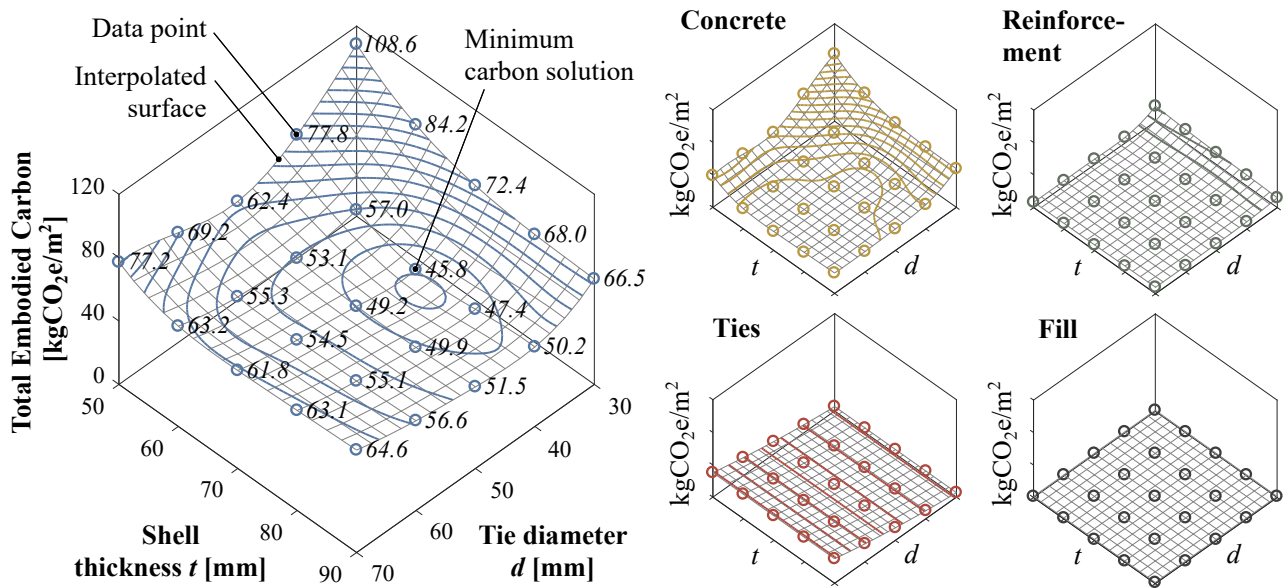 Data point
Interpolated
surface
Minimum
carbon solution
108.6
77.8
84.2
62.4
57.0
72.4
69.2
53.1
45.8
68.0
77.2
55.3
49.2
47.4
66.5
63.2
54.5
49.9
50.2
61.8
55.1
51.5
63.1
56.6
64.6
Total Embodied Carbon
[kgCO2e/m2]
120
80
40
0
50
60
70
80
90
Shell
thickness t [mm]
30
40
50
60
70
Tie diameter
d [mm]
Concrete
kgCO2e/m2
t
d
Reinforce-
ment
kgCO2e/m2
t
d
Ties
kgCO2e/m2
t
d
Fill
kgCO2e/m2
t
d